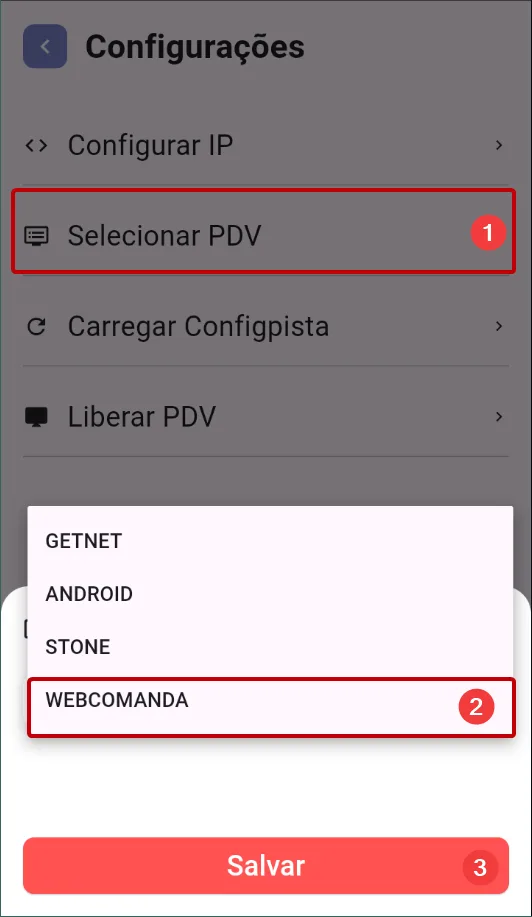 Configurações
Configurar IP
Selecionar PDV 1
Carregar Configpista
Liberar PDV
GETNET
ANDROID
STONE
WEBCOMANDA 2
Salvar 3